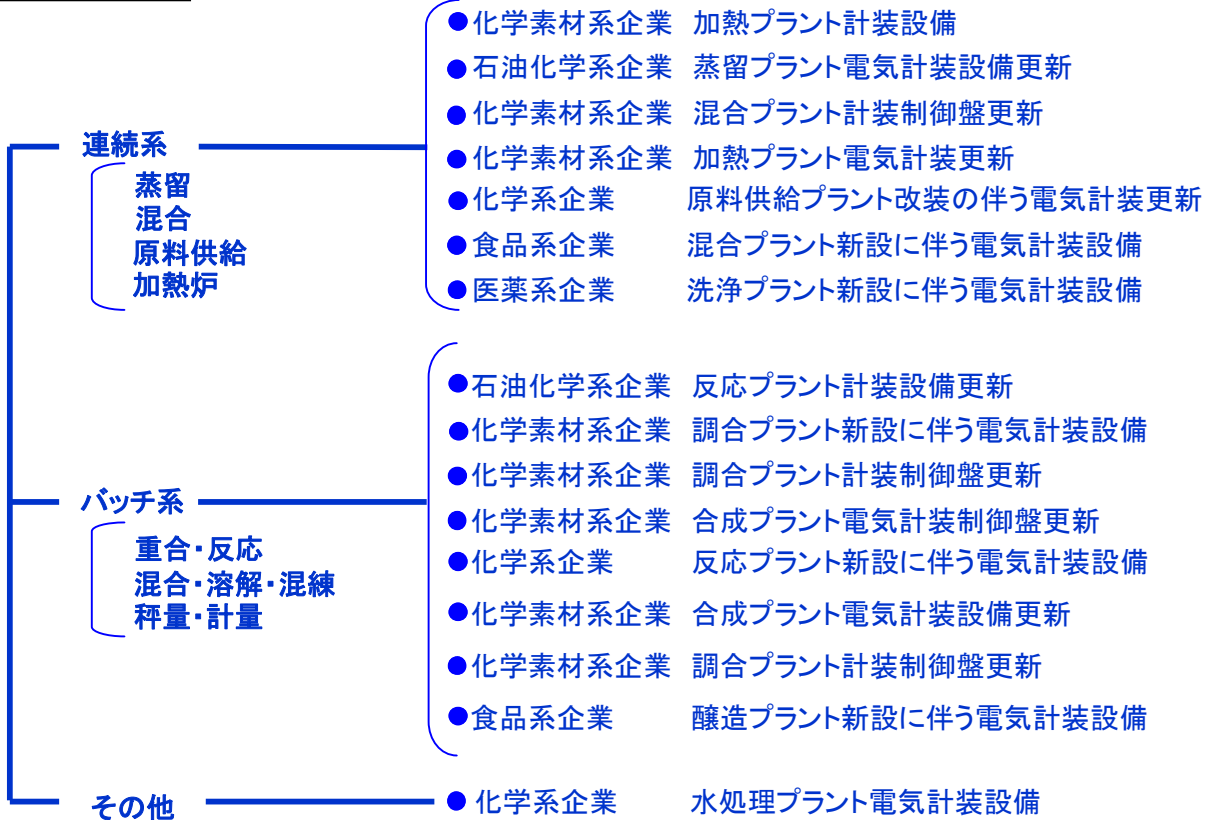 連続系
蒸留
混合
原料供給
加熱炉
●化学素材系企業 加熱プラント計装設備
●石油化学系企業 蒸留プラント電気計装設備更新
●化学素材系企業 混合プラント計装制御盤更新
●化学素材系企業 加熱プラント電気計装更新
●化学系企業 原料供給プラント改装の伴う電気計装更新
●食品系企業 混合プラント新設に伴う電気計装設備
●医薬系企業 洗浄プラント新設に伴う電気計装設備
バッチ系
重合・反応
混合・溶解・混練
秤量・計量
●石油化学系企業 反応プラント計装設備更新
●化学素材系企業 調合プラント新設に伴う電気計装設備
●化学素材系企業 調合プラント計装制御盤更新
●化学素材系企業 合成プラント電気計装制御盤更新
●化学系企業 反応プラント新設に伴う電気計装設備
●化学素材系企業 合成プラント電気計装設備更新
●化学素材系企業 調合プラント計装制御盤更新
●食品系企業 醸造プラント新設に伴う電気計装設備
その他
●化学系企業 水処理プラント電気計装設備